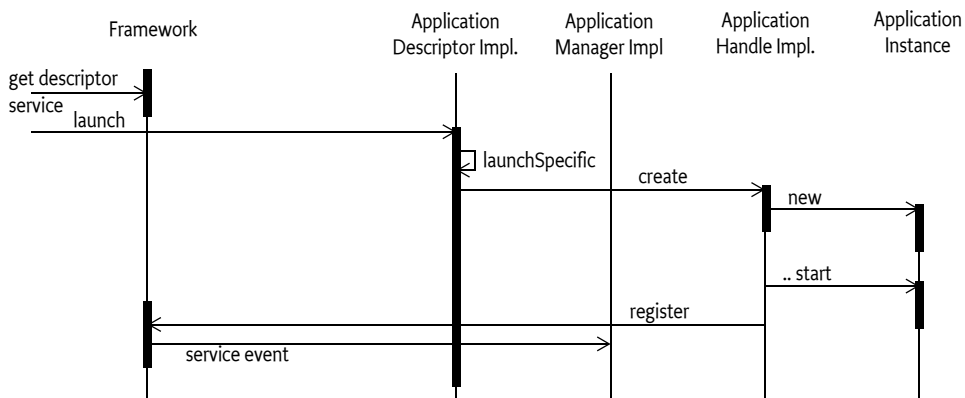 Framework
Application
Descriptor Impl.
Application
Manager Impl
Application
Handle Impl.
Application
Instance
get descriptor
service
launch
launchSpecific
create
new
.. start
register
service event